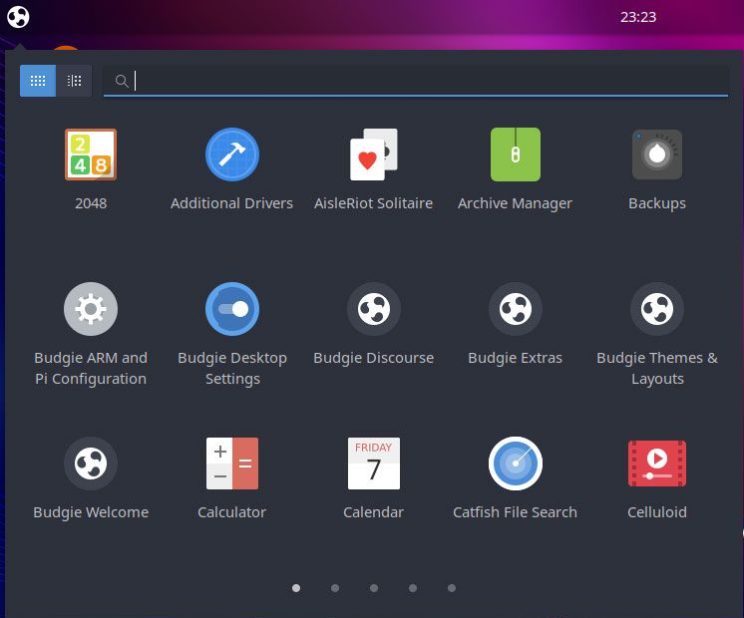 23:23
2
4 8
2048
Additional Drivers
AisleRiot Solitaire
Archive Manager
Backups
Budgie ARM and
Pi Configuration
Budgie Desktop
Settings
Budgie Discourse
Budgie Extras
Budgie Themes &
Layouts
FRIDAY
7
Budgie Welcome
Calculator
Calendar
Catfish File Search
Celluloid